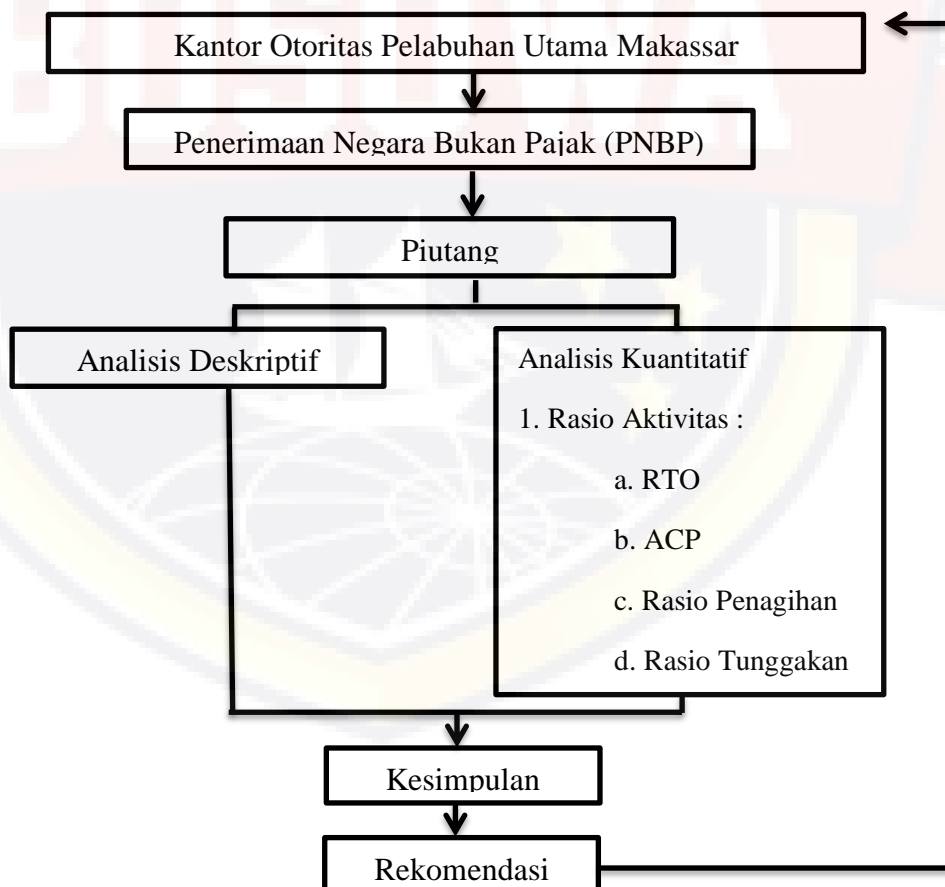 Kantor Otoritas Pelabuhan Utama Makassar
Penerimaan Negara Bukan Pajak (PNBP)
Piutang
Analisis Deskriptif
Analisis Kuantitatif
1. Rasio Aktivitas :
a. RTO
b. ACP
c. Rasio Penagihan
d. Rasio Tunggakan
Kesimpulan
Rekomendasi